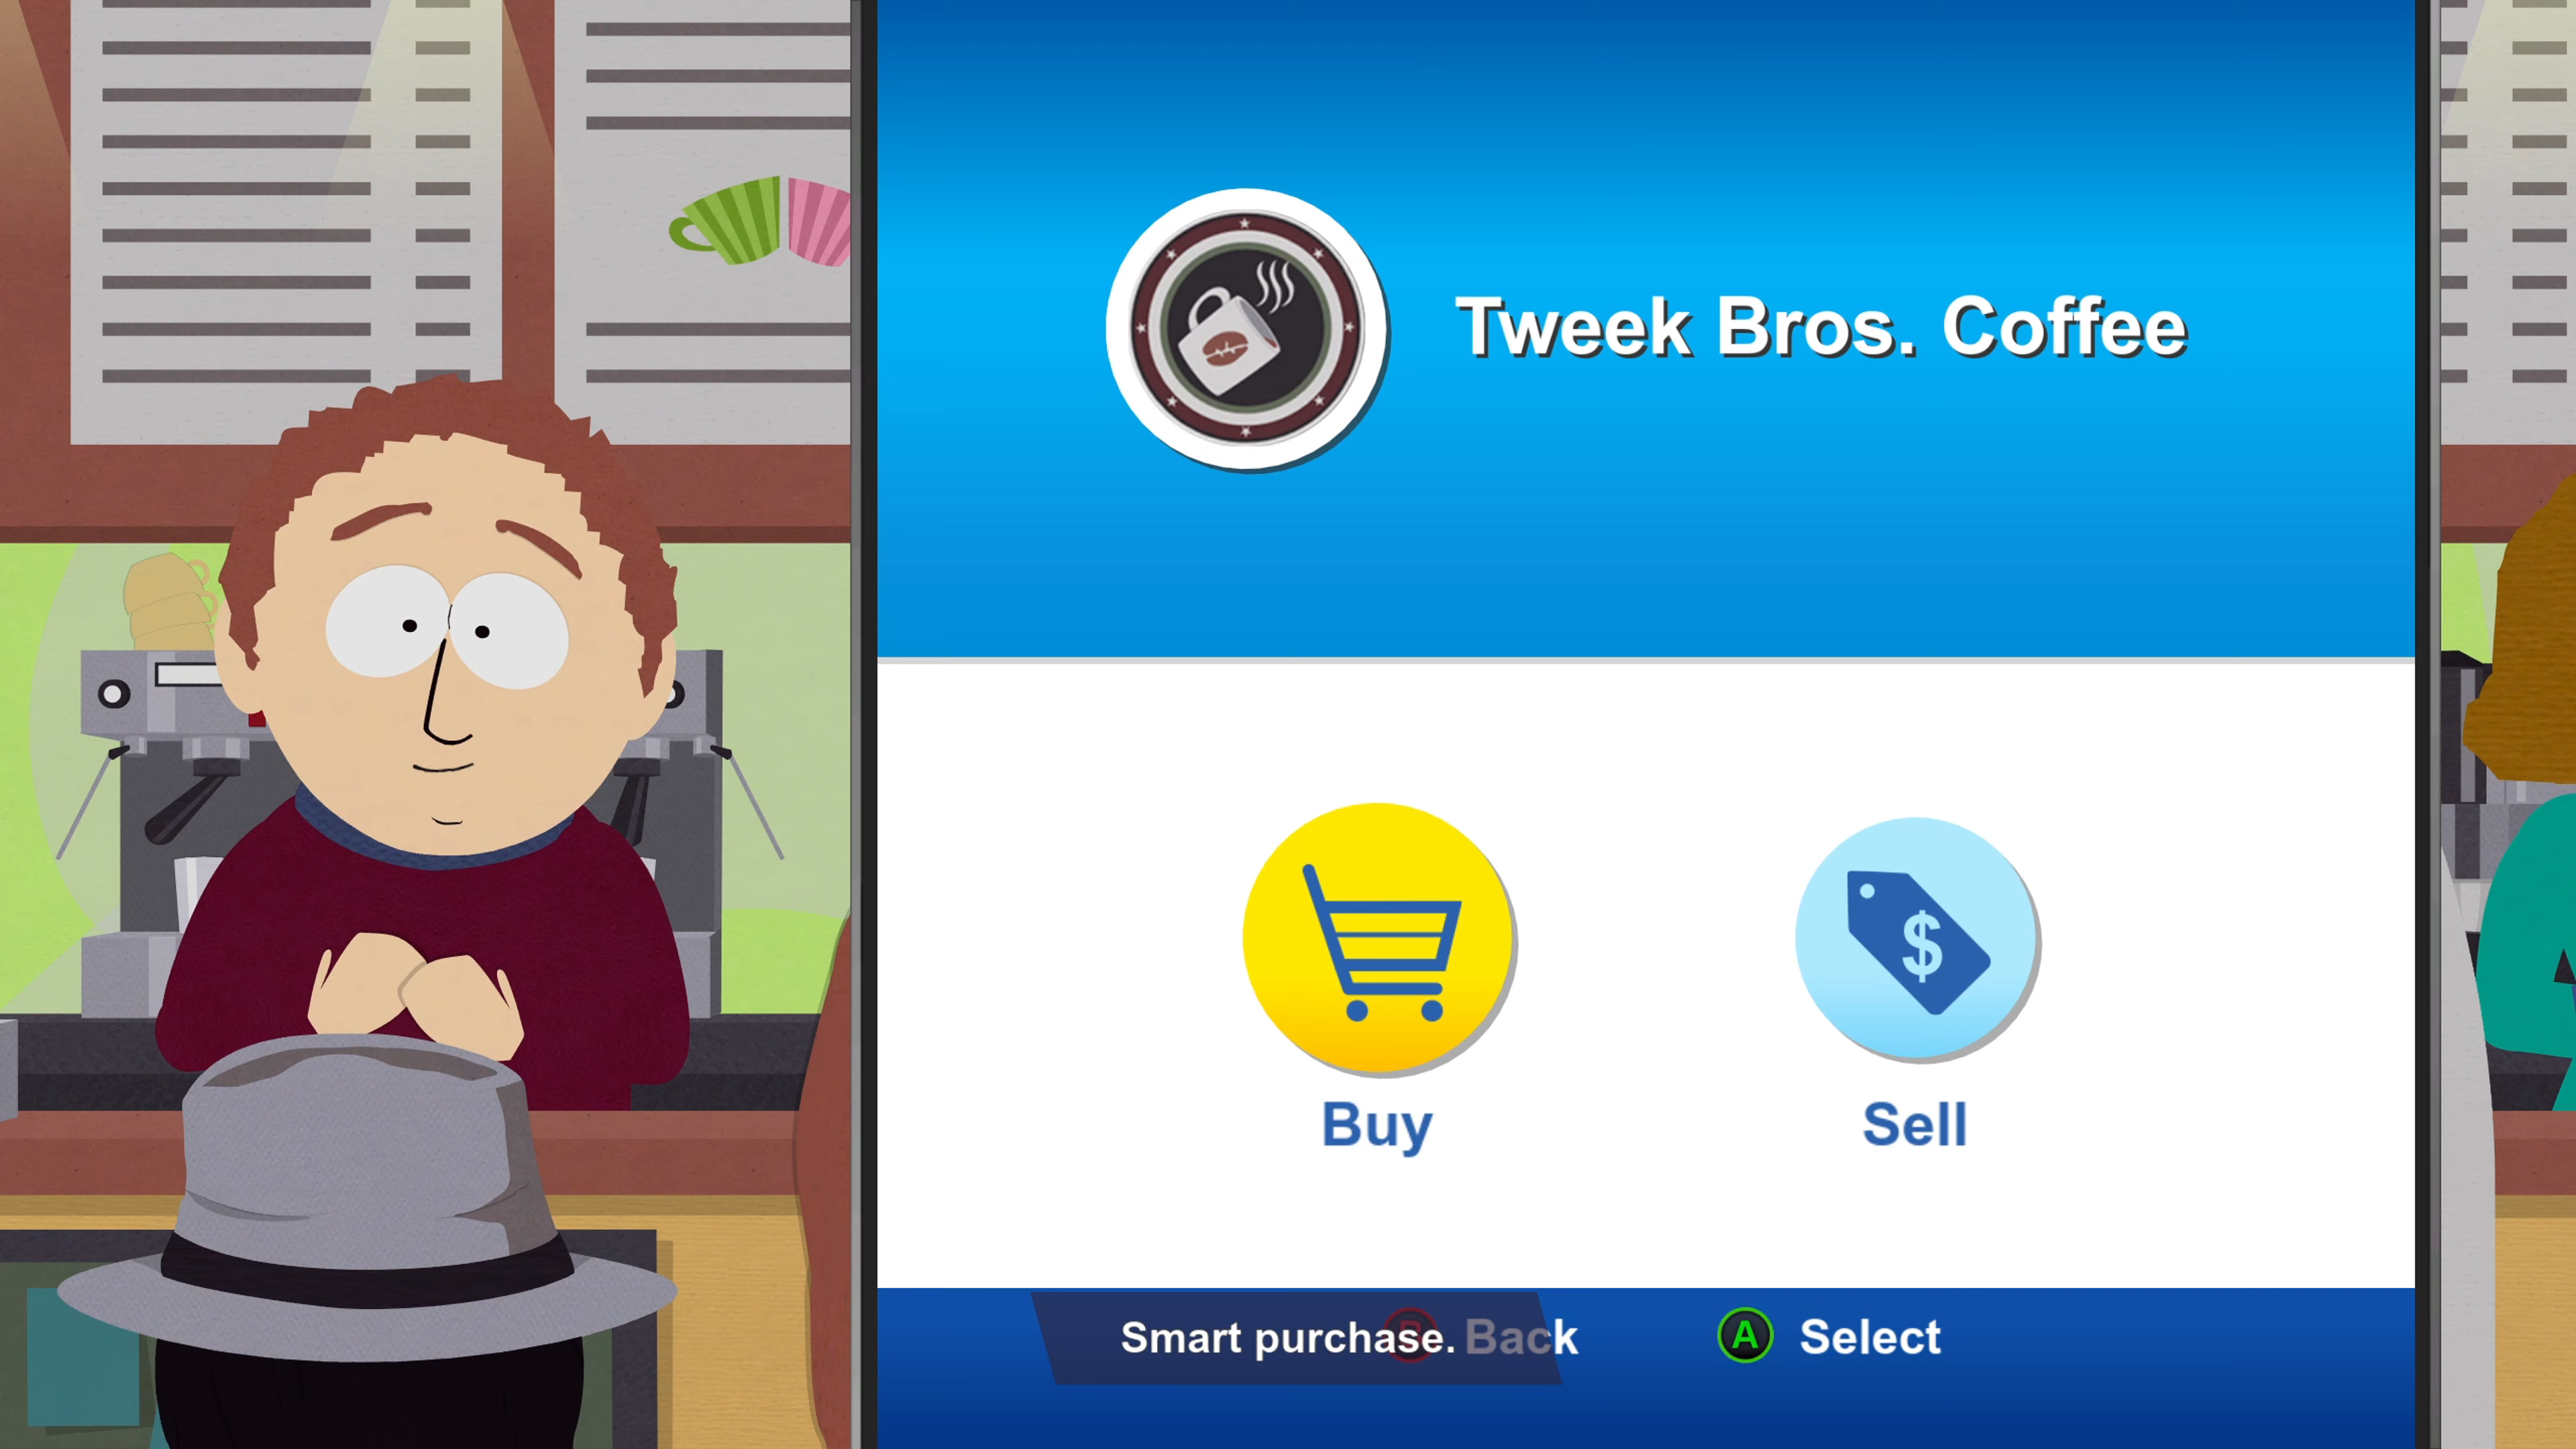 Tweek Bros. Coffee
$
Buy
Sell
Smart purchase.
B Back
A Select